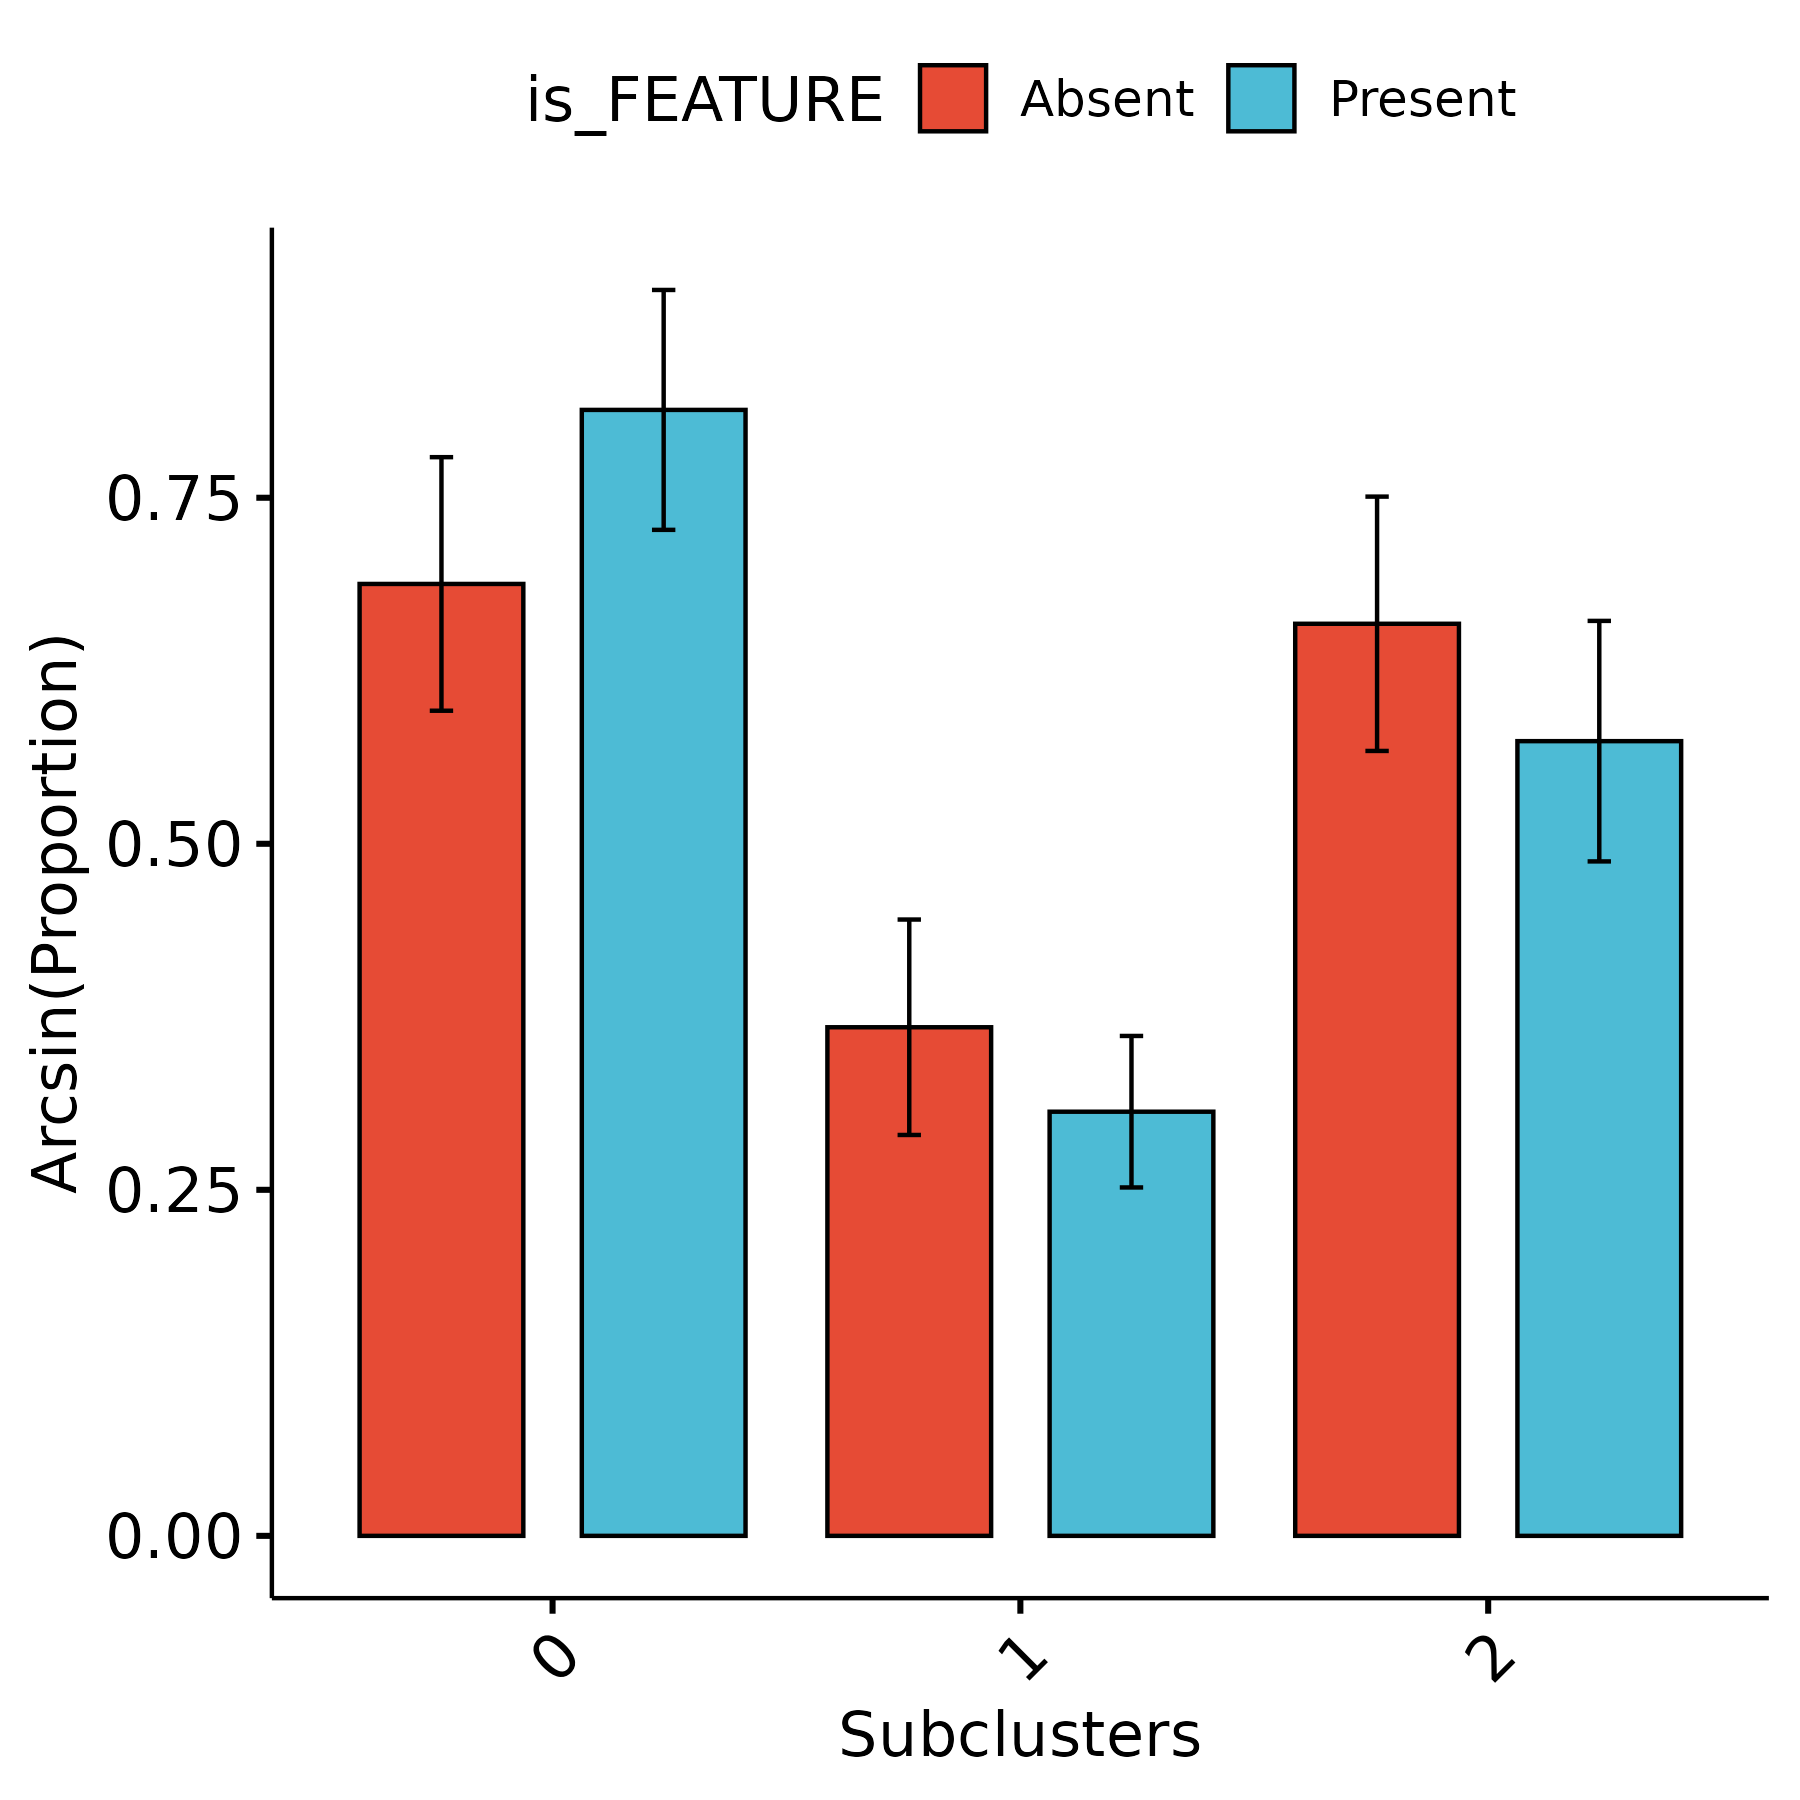 is_FEATURE Absent Present
Arcsin(Proportion)
0.75
0.50
0.25
0.00
0 1 2
Subclusters